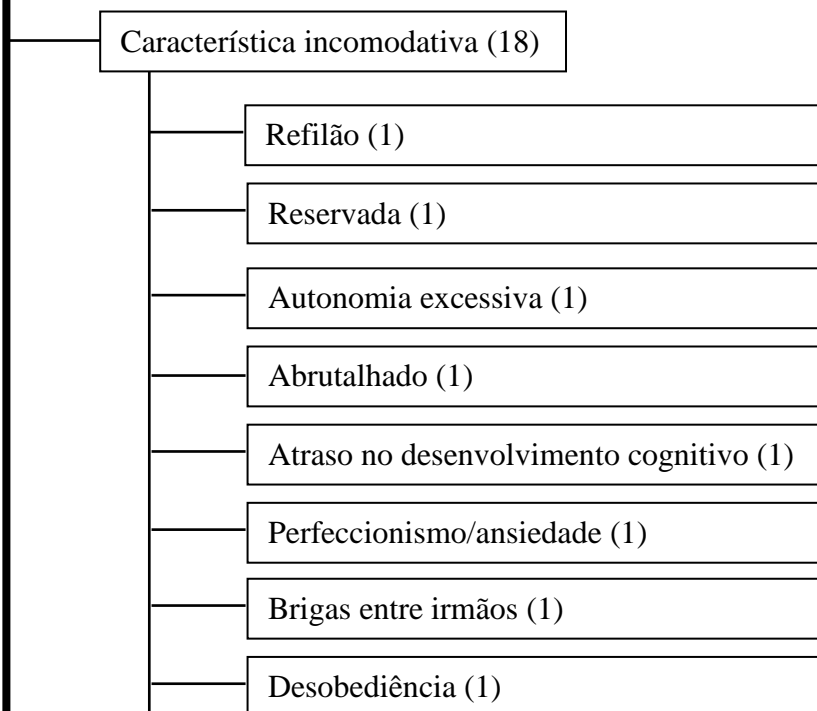 Característica incomodativa (18)
Refilão (1)
Reservada (1)
Autonomia excessiva (1)
Abrutalhado (1)
Atraso no desenvolvimento cognitivo (1)
Perfeccionismo/ansiedade (1)
Brigas entre irmãos (1)
Desobediência (1)